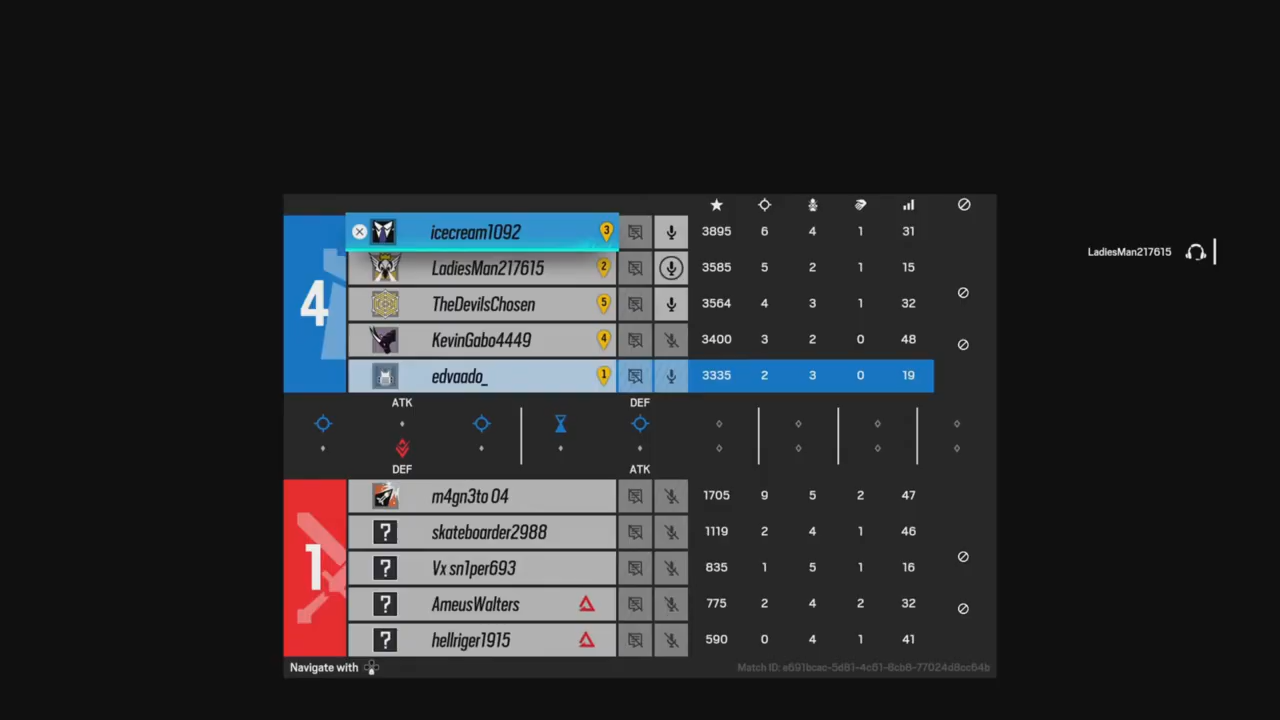 icecream1092 3 3895 6 4 1 31
LadiesMan217615
4 LadiesMan217615 2 3585 5 2 1 15
TheDevilsChosen 5 3564 4 3 1 32
KevinGabo4449 4 3400 3 2 0 48
edvaado_ 1 3335 2 3 0 19
ATK DEF
DEF ATK
1 m4gn3to 04 1705 9 5 2 47
? skateboarder2988 1119 2 4 1 46
? Vx sn1per693 835 1 5 1 16
? AmeusWalters 775 2 4 2 32
? hellriger1915 590 0 4 1 41
Navigate with
Match ID: